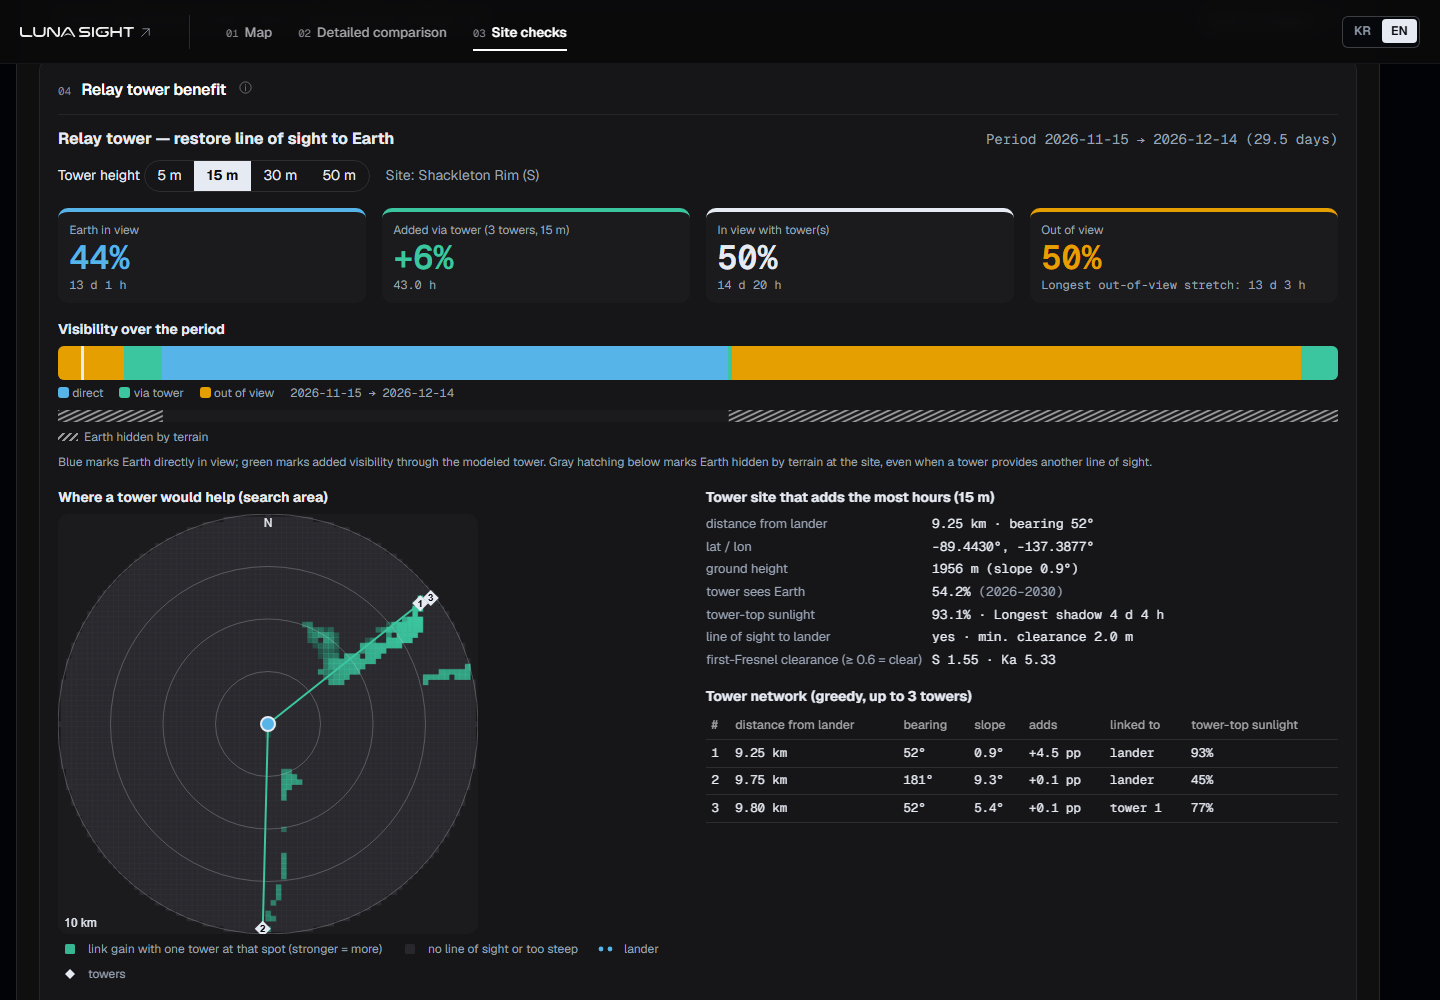 LUNA SIGHT ↗
01 Map 02 Detailed comparison 03 Site checks
KR EN
04 Relay tower benefit ⓘ
Relay tower — restore line of sight to Earth
Period 2026-11-15 → 2026-12-14 (29.5 days)
Tower height 5 m 15 m 30 m 50 m Site: Shackleton Rim (S)
Earth in view
44%
13 d 1 h
Added via tower (3 towers, 15 m)
+6%
43.0 h
In view with tower(s)
50%
14 d 20 h
Out of view
50%
Longest out-of-view stretch: 13 d 3 h
Visibility over the period
direct via tower out of view 2026-11-15 → 2026-12-14
Earth hidden by terrain
Blue marks Earth directly in view; green marks added visibility through the modeled tower. Gray hatching below marks Earth hidden by terrain at the site, even when a tower provides another line of sight.
Where a tower would help (search area)
N
1 3
2
10 km
link gain with one tower at that spot (stronger = more) no line of sight or too steep lander
towers
Tower site that adds the most hours (15 m)
distance from lander 9.25 km · bearing 52°
lat / lon -89.4430°, -137.3877°
ground height 1956 m (slope 0.9°)
tower sees Earth 54.2% (2026–2030)
tower-top sunlight 93.1% · Longest shadow 4 d 4 h
line of sight to lander yes · min. clearance 2.0 m
first-Fresnel clearance (≥ 0.6 = clear) S 1.55 · Ka 5.33
Tower network (greedy, up to 3 towers)
# distance from lander bearing slope adds linked to tower-top sunlight
1 9.25 km 52° 0.9° +4.5 pp lander 93%
2 9.75 km 181° 9.3° +0.1 pp lander 45%
3 9.80 km 52° 5.4° +0.1 pp tower 1 77%